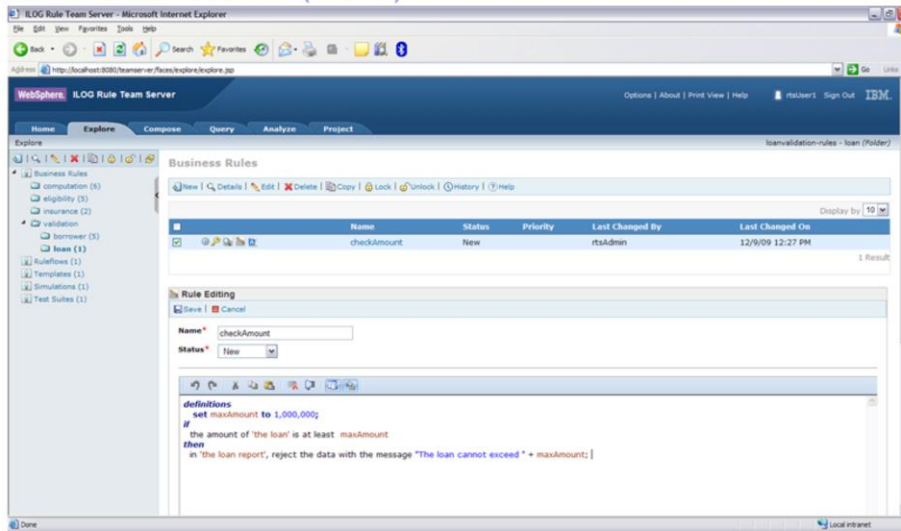 ILOG Rule Team Server - Microsoft Internet Explorer
File Edit View Favorites Tools Help
Back Search Favorites
Address http://localhost:8080/teamserver/faces/explore/explore.jsp Go Links
WebSphere. ILOG Rule Team Server Options | About | Print View | Help rtsUser1 Sign Out IBM.
Home Explore Compose Query Analyze Project
Explore loanvalidation-rules - loan (Folder)
Business Rules
computation (6)
eligibility (5)
insurance (2)
validation
borrower (5)
loan (1)
Ruleflows (1)
Templates (1)
Simulations (1)
Test Suites (1)
Business Rules
New | Details | Edit | Delete | Copy | Lock | Unlock | History | Help
Display by 10
Name Status Priority Last Changed By Last Changed On
checkAmount New rtsAdmin 12/9/09 12:27 PM
1 Result
Rule Editing
Save | Cancel
Name* checkAmount
Status* New
definitions
set maxAmount to 1,000,000;
if
the amount of 'the loan' is at least maxAmount
then
in 'the loan report', reject the data with the message "The loan cannot exceed " + maxAmount;
Done Local intranet